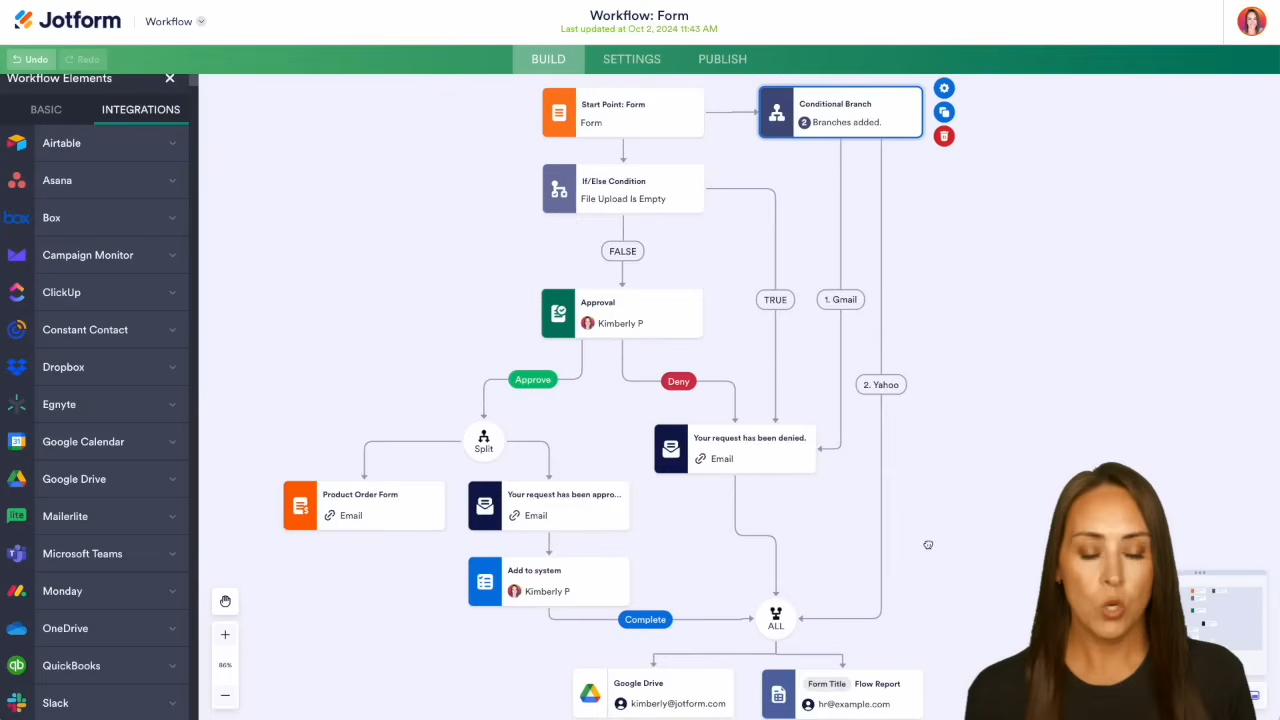 Jotform
Workflow
Workflow: Form
Last updated at Oct 2, 2024 11:43 AM
Undo
Redo
BUILD
SETTINGS
PUBLISH
Workflow Elements
BASIC
INTEGRATIONS
Airtable
Asana
box
Box
Campaign Monitor
ClickUp
Constant Contact
Dropbox
Egnyte
Google Calendar
Google Drive
lite
Mailerlite
Microsoft Teams
Monday
OneDrive
qb
QuickBooks
Slack
Start Point: Form
Form
Conditional Branch
2 Branches added.
If/Else Condition
File Upload Is Empty
FALSE
TRUE
1. Gmail
Approval
Kimberly P
Approve
Deny
2. Yahoo
Split
Your request has been denied.
Email
Product Order Form
Email
Your request has been appro...
Email
Add to system
Kimberly P
Complete
ALL
86%
Google Drive
kimberly@jotform.com
Form Title Flow Report
hr@example.com